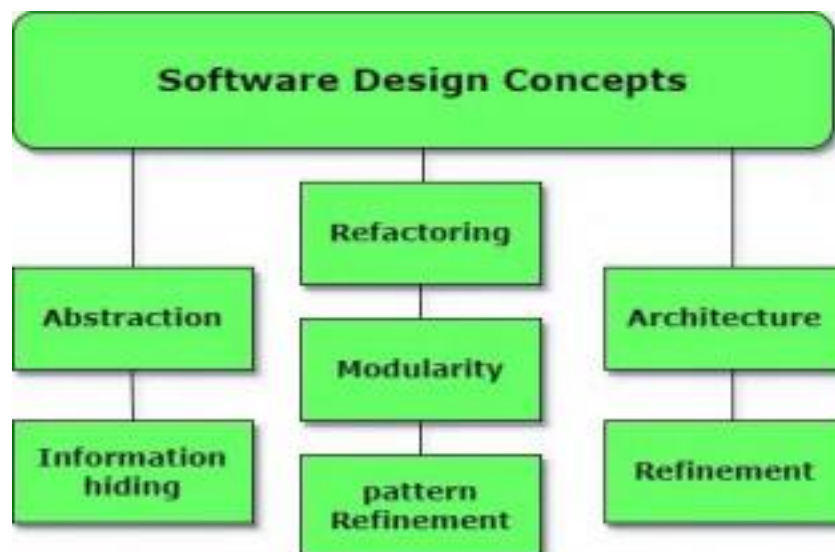 Software Design Concepts
Refactoring
Abstraction
Architecture
Modularity
Information
hiding
Refinement
pattern
Refinement